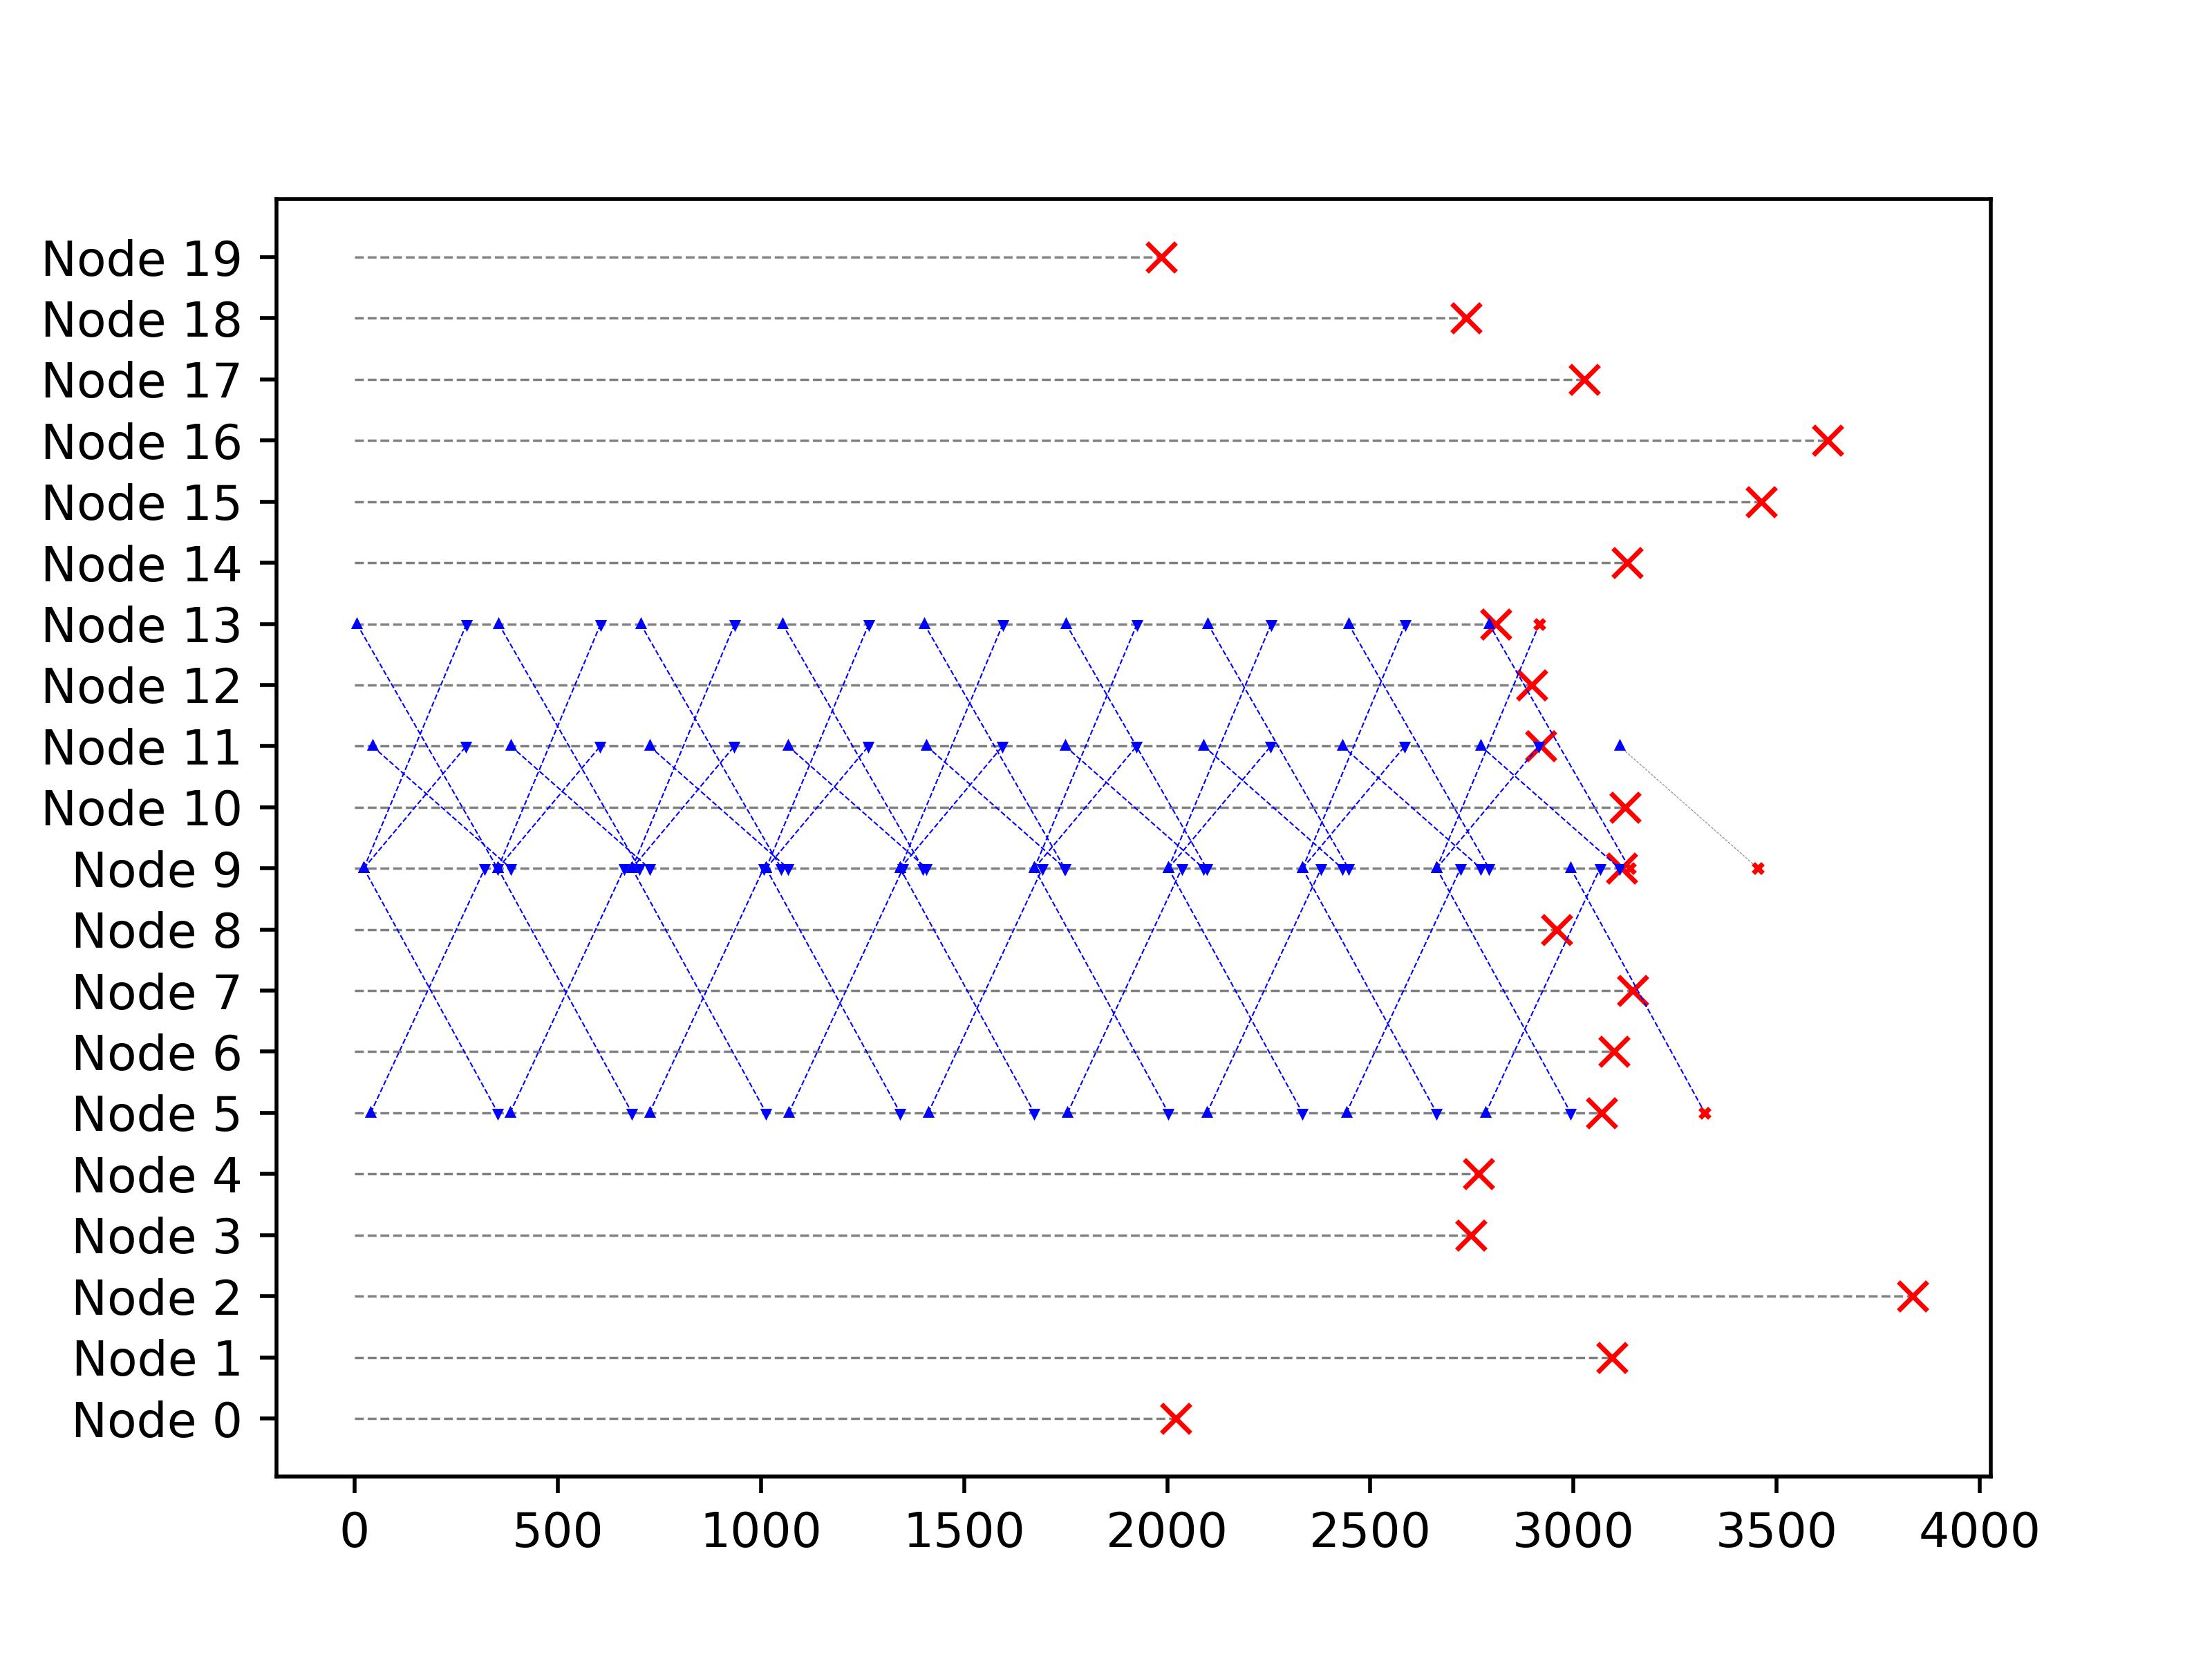 Node 19
Node 18
Node 17
Node 16
Node 15
Node 14
Node 13
Node 12
Node 11
Node 10
Node 9
Node 8
Node 7
Node 6
Node 5
Node 4
Node 3
Node 2
Node 1
Node 0
0 500 1000 1500 2000 2500 3000 3500 4000